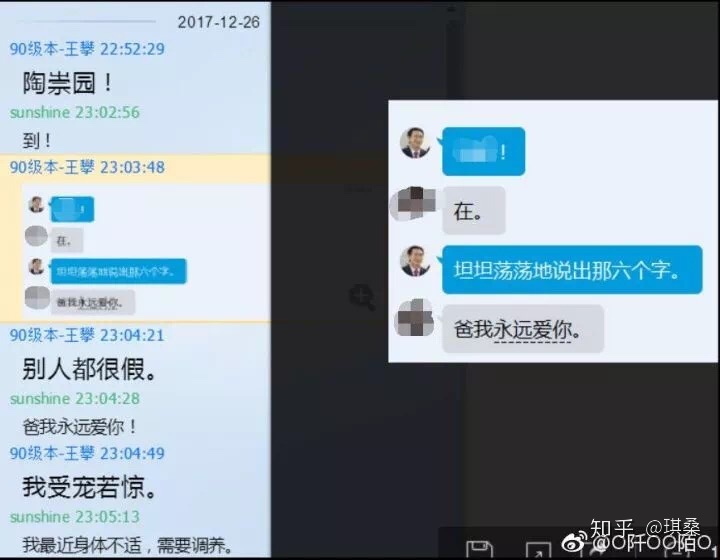 2017-12-26
90级本-王攀 22:52:29
陶崇园！
sunshine 23:02:56
到！
90级本-王攀 23:03:48
！
在。
坦坦荡荡地说出那六个字。
爸我永远爱你。
90级本-王攀 23:04:21
别人都很假。
sunshine 23:04:28
爸我永远爱你！
90级本-王攀 23:04:49
我受宠若惊。
sunshine 23:05:13
我最近身体不适，需要调养。
！
在。
坦坦荡荡地说出那六个字。
爸我永远爱你。
知乎 @琪桑
@O阡OO陌O